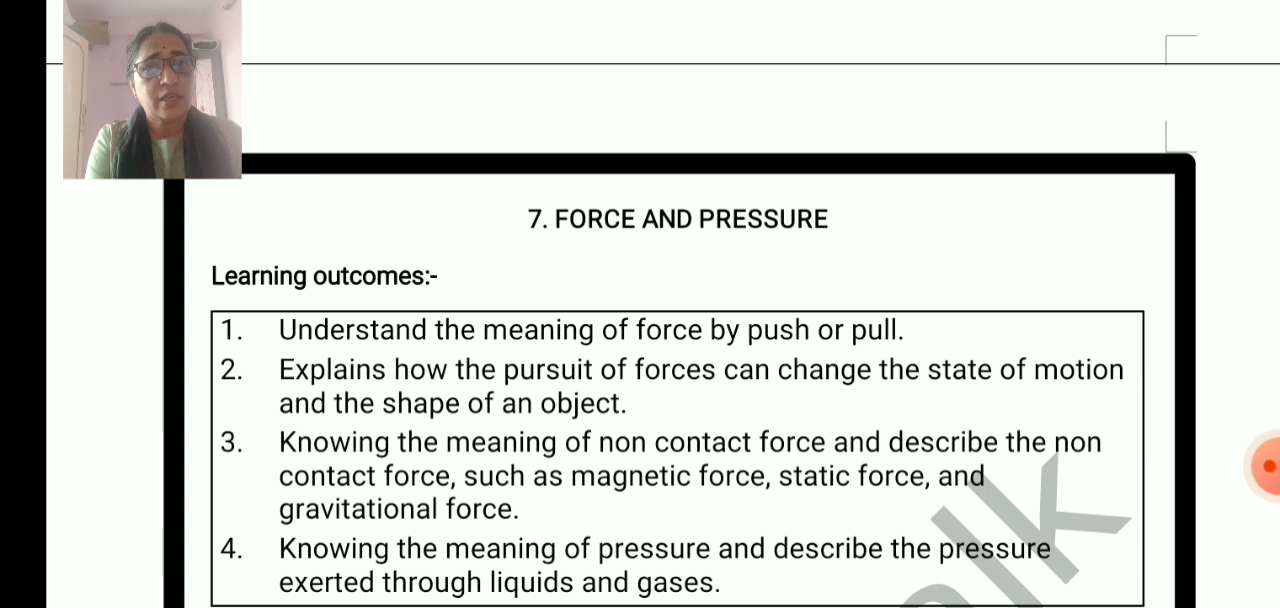 7. FORCE AND PRESSURE
Learning outcomes:-
1. Understand the meaning of force by push or pull.
2. Explains how the pursuit of forces can change the state of motion
and the shape of an object.
3. Knowing the meaning of non contact force and describe the non
contact force, such as magnetic force, static force, and
gravitational force.
4. Knowing the meaning of pressure and describe the pressure
exerted through liquids and gases.